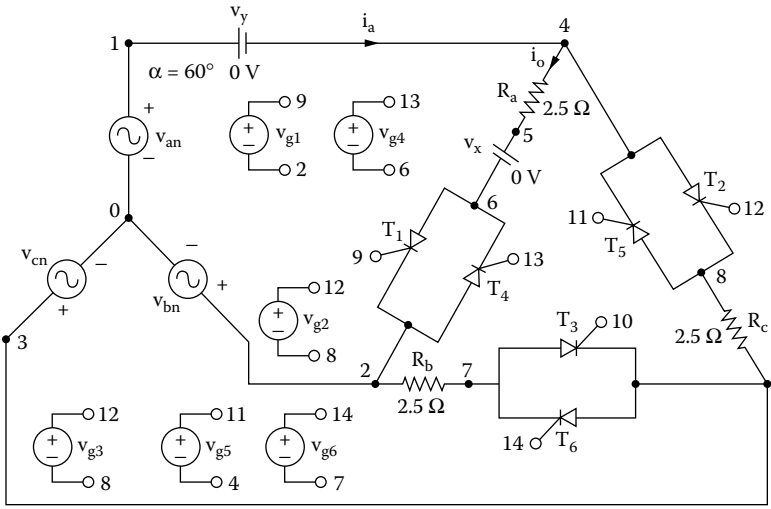 v_y
1
α = 60° 0 V
i_a
4
i_o
R_a
2.5 Ω
+
v_an
−
9
+
−
v_g1
2
13
+
−
v_g4
6
5
v_x
0 V
6
T_1
9
13
T_4
T_2
12
11
T_5
8
0
v_cn
−
+
−
v_bn
+
3
12
+
−
v_g2
8
2
R_b
2.5 Ω
7
T_3
10
14
T_6
2.5 Ω
R_c
12
+
−
v_g3
8
11
+
−
v_g5
4
14
+
−
v_g6
7